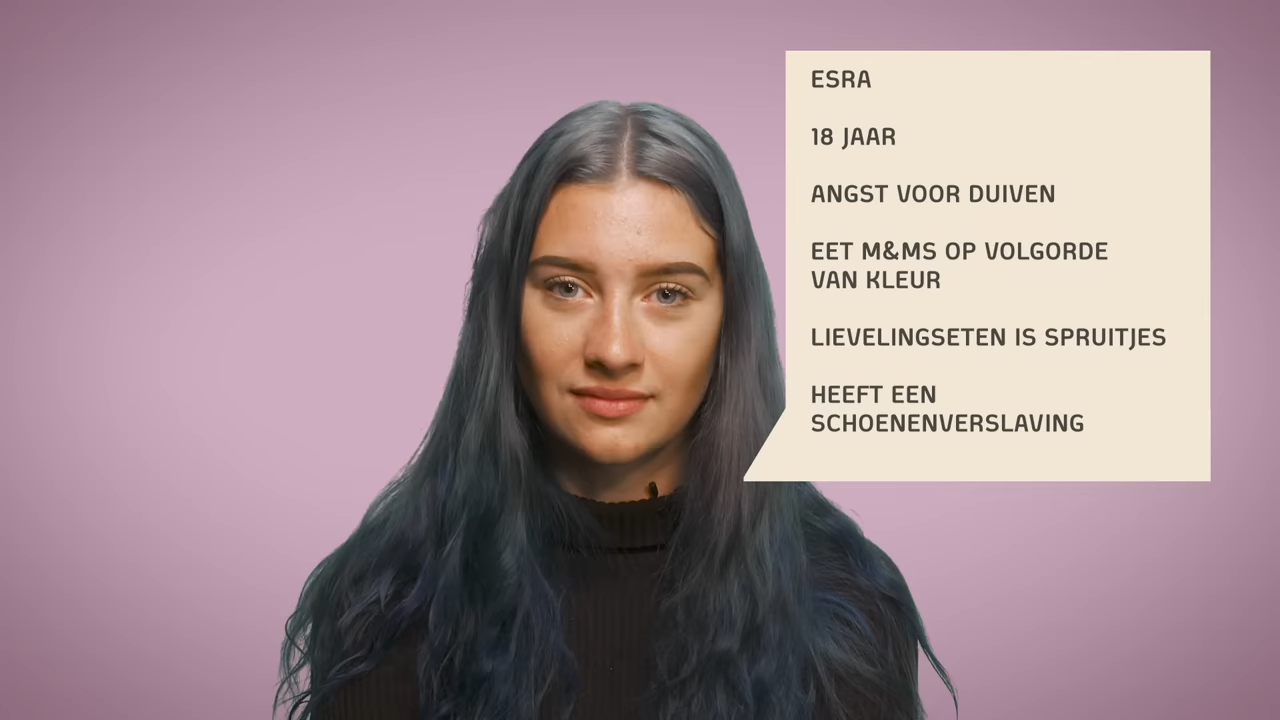 ESRA
18 JAAR
ANGST VOOR DUIVEN
EET M&MS OP VOLGORDE
VAN KLEUR
LIEVELINGSETEN IS SPRUITJES
HEEFT EEN
SCHOENENVERSLAVING